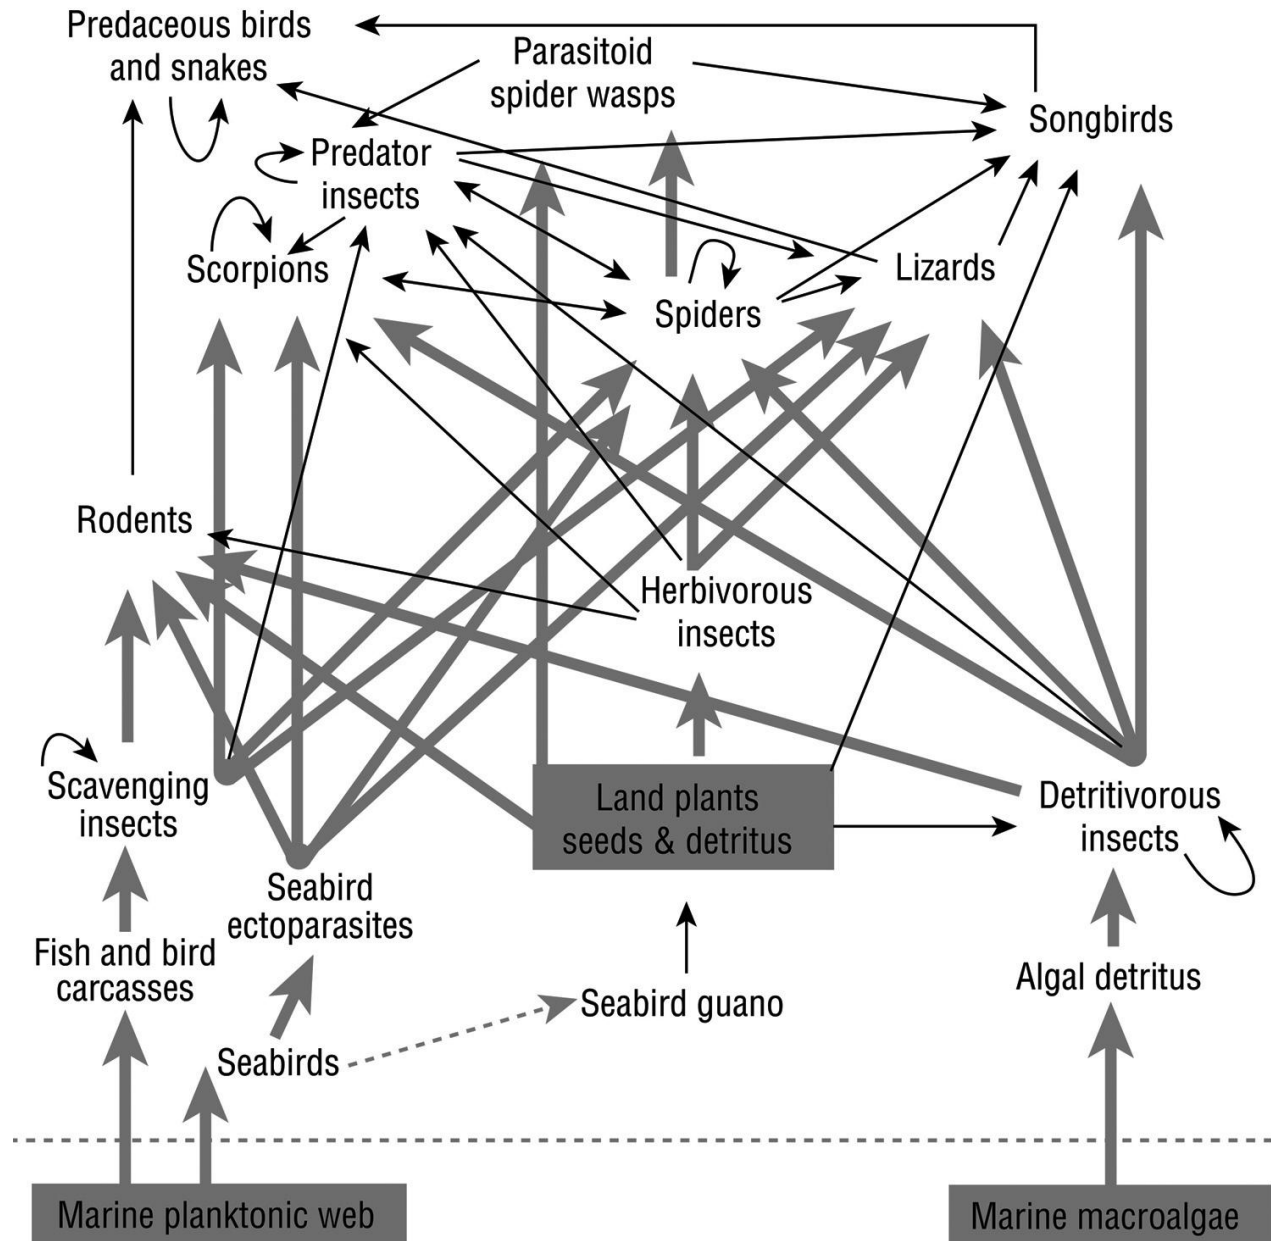 Predaceous birds
and snakes
Parasitoid
spider wasps
Songbirds
Predator
insects
Scorpions
Lizards
Spiders
Rodents
Herbivorous
insects
Scavenging
insects
Land plants
seeds & detritus
Detritivorous
insects
Seabird
ectoparasites
Fish and bird
carcasses
Algal detritus
Seabird guano
Seabirds
Marine planktonic web
Marine macroalgae